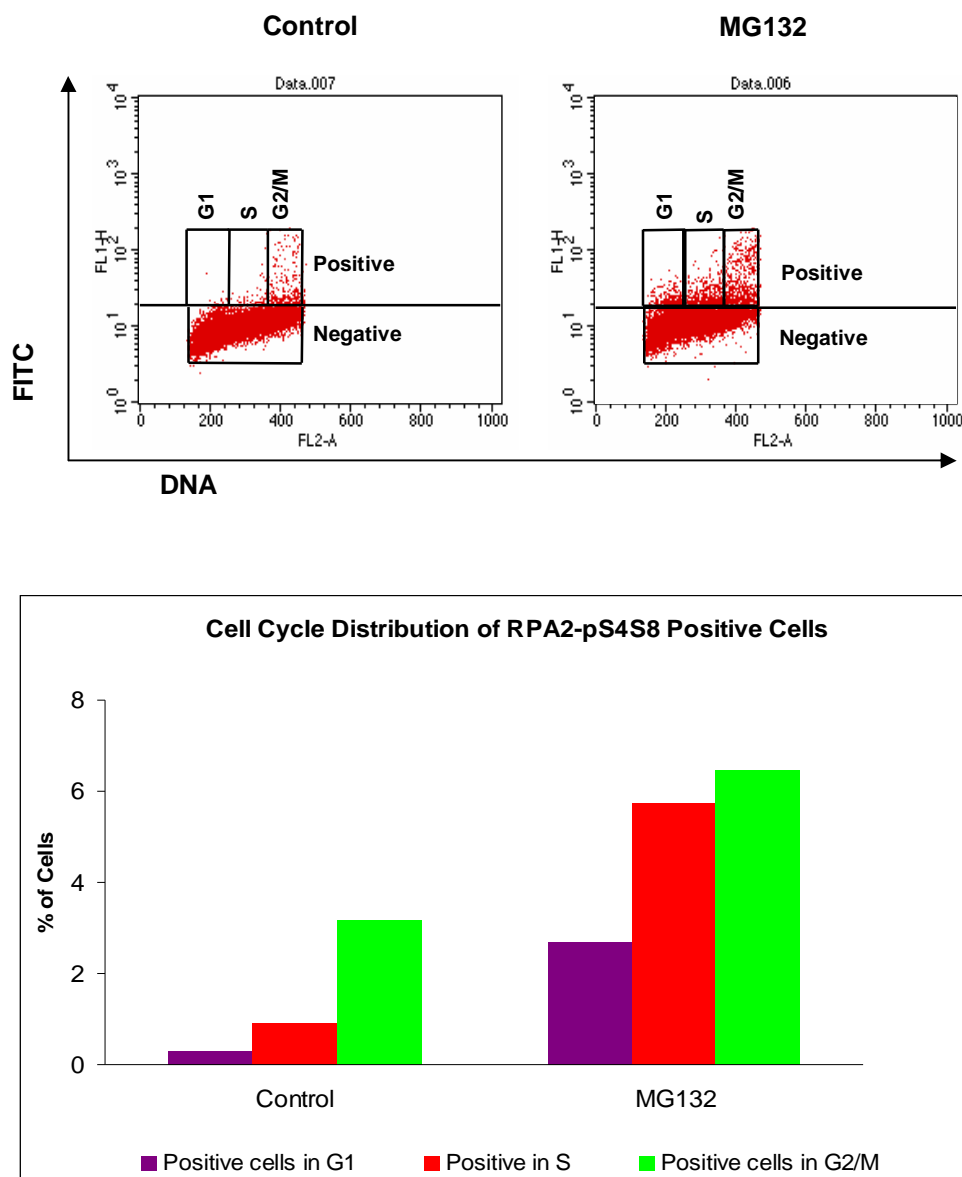 Control
MG132
Data.007
Data.006
10^4
10^3
10^2
10^1
10^0
FL1-H
G1
S
G2/M
Positive
Negative
0 200 400 600 800 1000
FL2-A
10^4
10^3
10^2
10^1
10^0
FL1-H
G1
S
G2/M
Positive
Negative
0 200 400 600 800 1000
FL2-A
FITC
DNA
Cell Cycle Distribution of RPA2-pS4S8 Positive Cells
% of Cells
8
6
4
2
0
Control
MG132
Positive cells in G1
Positive in S
Positive cells in G2/M